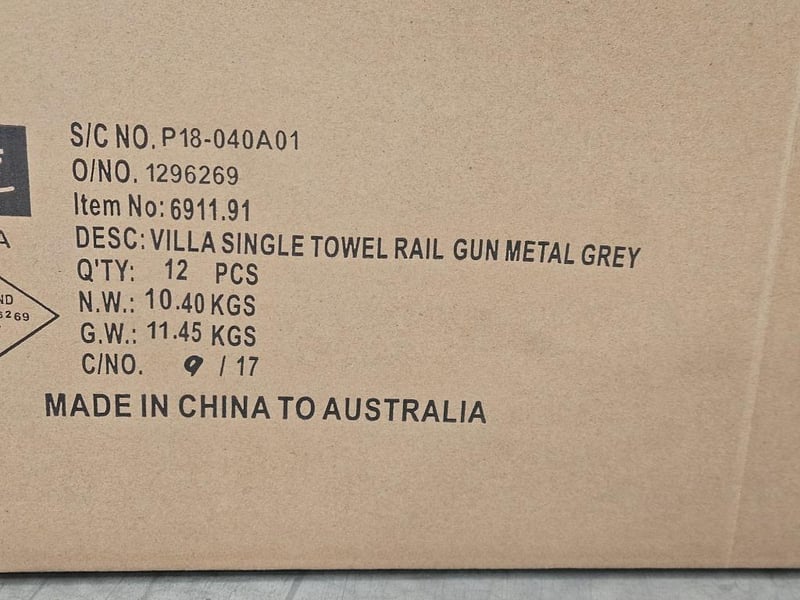 S/C NO. P18-040A01
O/NO. 1296269
Item No: 6911.91
DESC: VILLA SINGLE TOWEL RAIL GUN METAL GREY
Q'TY: 12 PCS
N.W.: 10.40 KGS
G.W.: 11.45 KGS
C/NO. 9 / 17
MADE IN CHINA TO AUSTRALIA